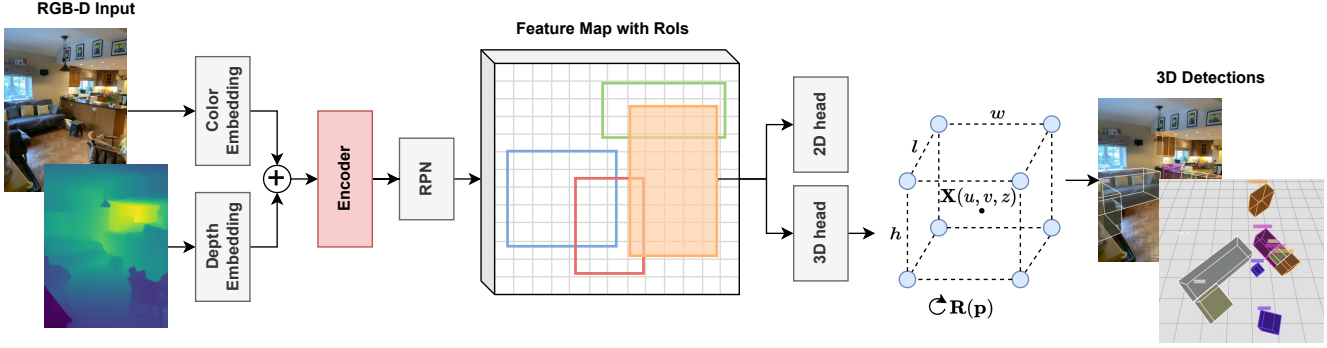 RGB-D Input
Color
Embedding
Depth
Embedding
+
Encoder
RPN
Feature Map with RoIs
2D head
3D head
w
l
X(u, v, z)
h
R(p)
3D Detections